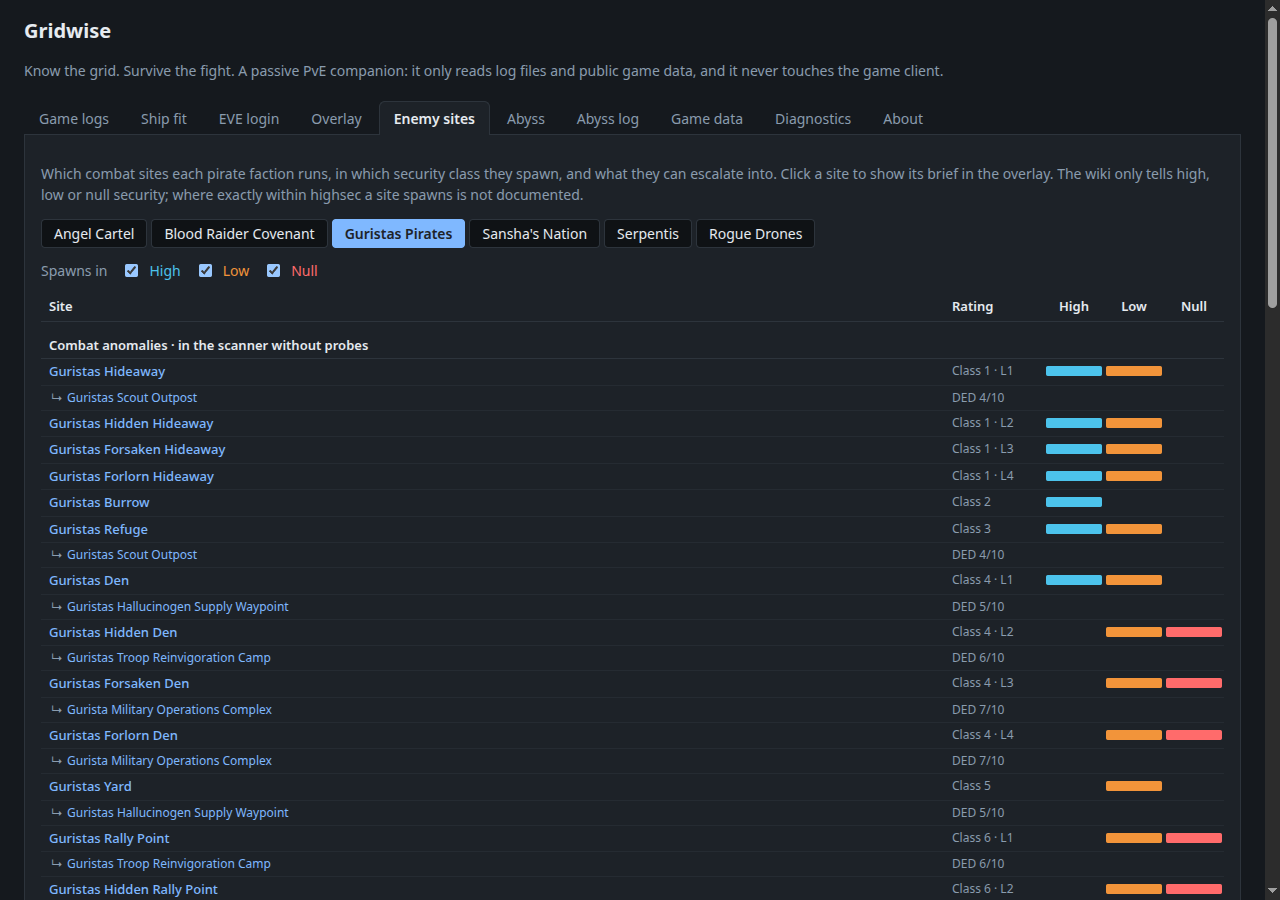 Gridwise
Know the grid. Survive the fight. A passive PvE companion: it only reads log files and public game data, and it never touches the game client.
Game logs Ship fit EVE login Overlay Enemy sites Abyss Abyss log Game data Diagnostics About
Which combat sites each pirate faction runs, in which security class they spawn, and what they can escalate into. Click a site to show its brief in the overlay. The wiki only tells high,
low or null security; where exactly within highsec a site spawns is not documented.
Angel Cartel Blood Raider Covenant Guristas Pirates Sansha's Nation Serpentis Rogue Drones
Spawns in High Low Null
Site Rating High Low Null
Combat anomalies · in the scanner without probes
Guristas Hideaway Class 1 · L1
↳ Guristas Scout Outpost DED 4/10
Guristas Hidden Hideaway Class 1 · L2
Guristas Forsaken Hideaway Class 1 · L3
Guristas Forlorn Hideaway Class 1 · L4
Guristas Burrow Class 2
Guristas Refuge Class 3
↳ Guristas Scout Outpost DED 4/10
Guristas Den Class 4 · L1
↳ Guristas Hallucinogen Supply Waypoint DED 5/10
Guristas Hidden Den Class 4 · L2
↳ Guristas Troop Reinvigoration Camp DED 6/10
Guristas Forsaken Den Class 4 · L3
↳ Gurista Military Operations Complex DED 7/10
Guristas Forlorn Den Class 4 · L4
↳ Gurista Military Operations Complex DED 7/10
Guristas Yard Class 5
↳ Guristas Hallucinogen Supply Waypoint DED 5/10
Guristas Rally Point Class 6 · L1
↳ Guristas Troop Reinvigoration Camp DED 6/10
Guristas Hidden Rally Point Class 6 · L2